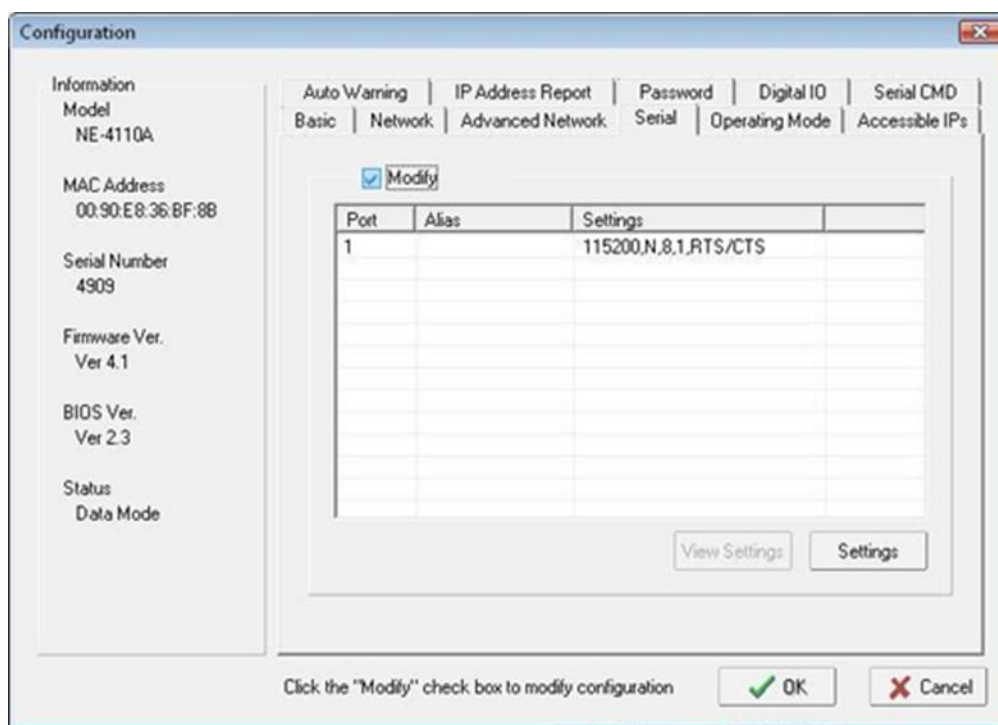 Configuration
Information
Model
NE-4110A
MAC Address
00:90:E8:36:BF:8B
Serial Number
4909
Firmware Ver.
Ver 4.1
BIOS Ver.
Ver 2.3
Status
Data Mode
Auto Warning IP Address Report Password Digital IO Serial CMD
Basic Network Advanced Network Serial Operating Mode Accessible IPs
Modify
Port Alias Settings
1 115200,N,8,1,RTS/CTS
View Settings Settings
Click the "Modify" check box to modify configuration OK Cancel